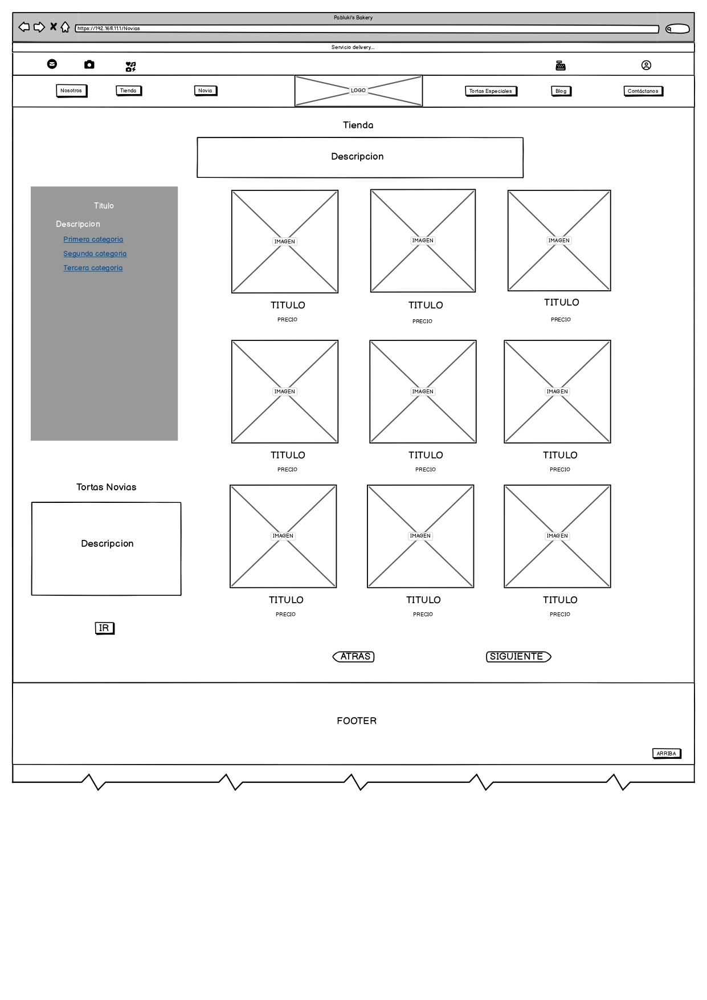 Pabluki's Bakery
https://192.168.11.1/Novias
Servicio delivery....
Nosotros
Tienda
Novia
LOGO
Tortas Especiales
Blog
Contáctanos
Tienda
Descripcion
Titulo
Descripcion
Primera categoria
Segunda categoria
Tercera categoria
IMAGEN
IMAGEN
IMAGEN
TITULO
TITULO
TITULO
PRECIO
PRECIO
PRECIO
IMAGEN
IMAGEN
IMAGEN
TITULO
TITULO
TITULO
PRECIO
PRECIO
PRECIO
Tortas Novias
Descripcion
IR
IMAGEN
IMAGEN
IMAGEN
TITULO
TITULO
TITULO
PRECIO
PRECIO
PRECIO
ATRAS
SIGUIENTE
FOOTER
ARRIBA